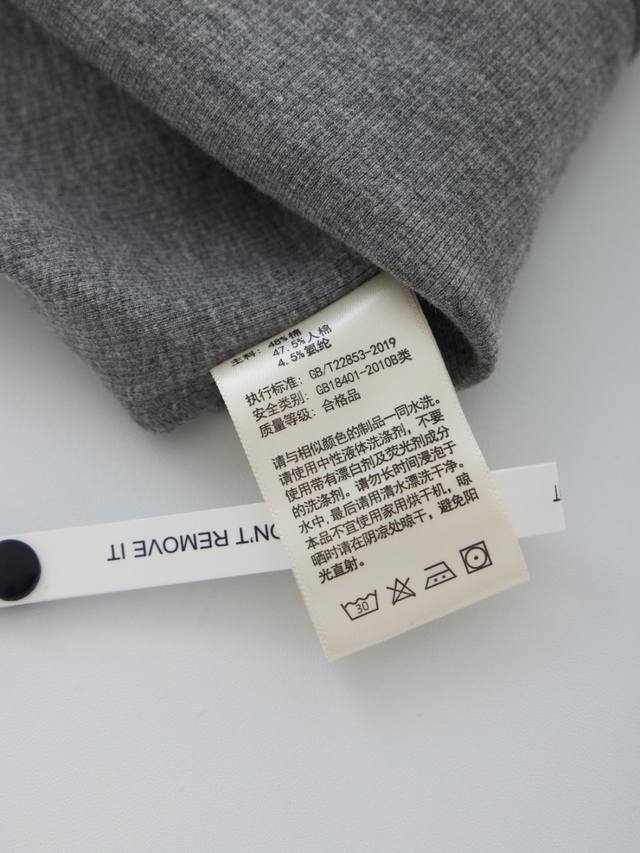 主料：48%棉
47.5%人棉
4.5%氨纶
执行标准：GB/T22853-2019
安全类别：GB18401-2010B类
质量等级：合格品
请与相似颜色的制品一同水洗。
请使用中性液体洗涤剂，不要
使用带有漂白剂及荧光剂成分
的洗涤剂。请勿长时间浸泡于
水中，最后请用清水漂洗干净。
本品不宜使用家用烘干机，晾
晒时请在阴凉处晾干，避免阳
光直射。
30
ON'T REMOVE IT